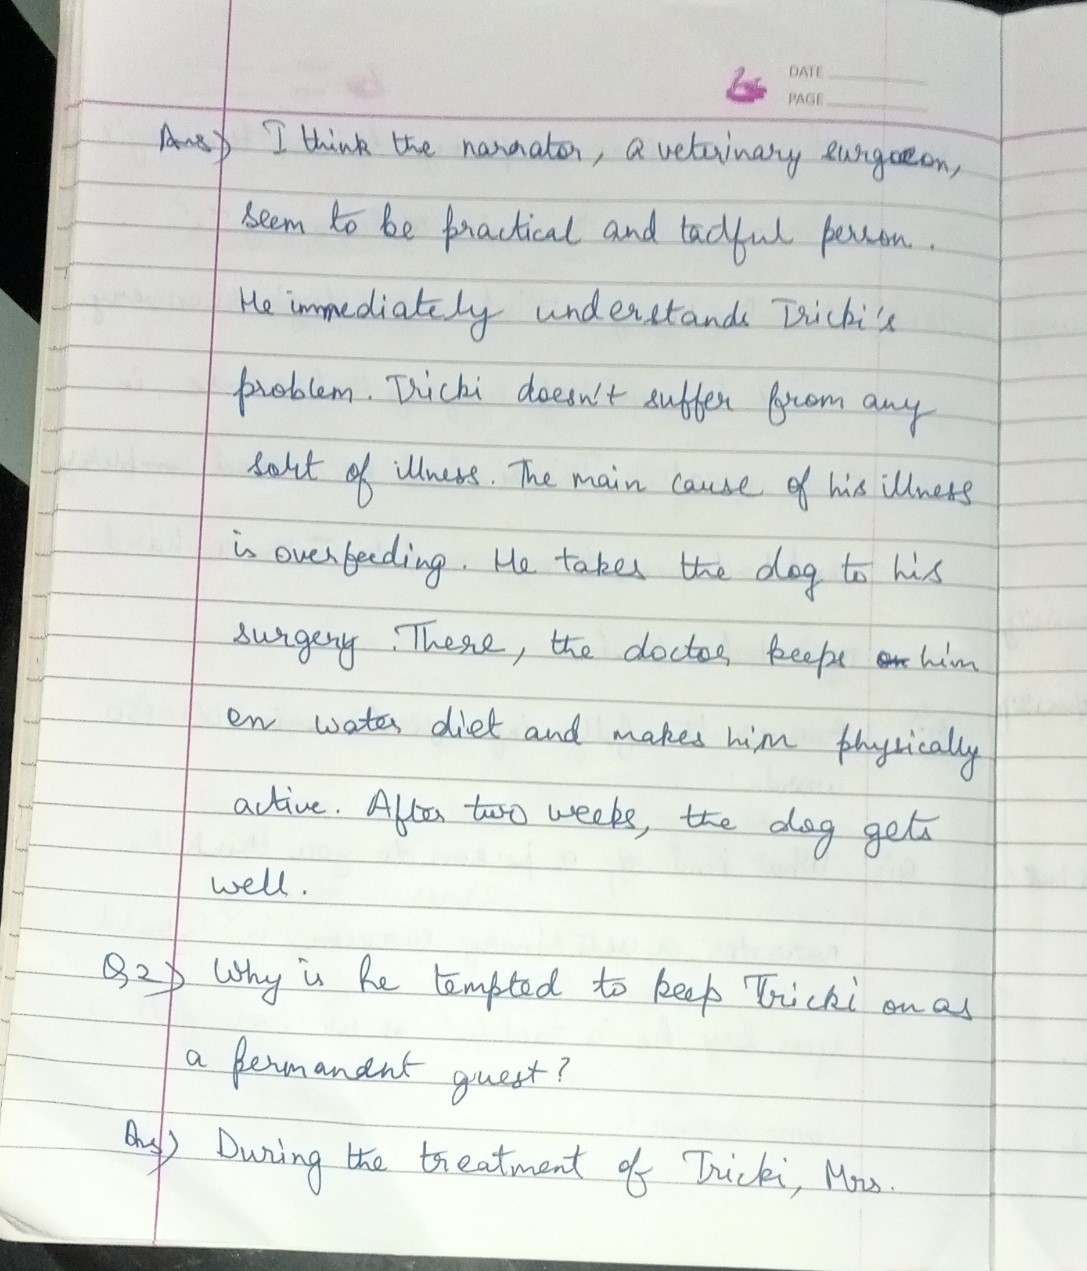 DATE
PAGE
Ans) I think the narrator, a veterinary surgeon,
seem to be practical and tadful person.
He immediately understands Tricki's
problem. Tricki doesn't suffer from any
sort of illness. The main cause of his illness
is overfeeding. He takes the dog to his
surgery. There, the doctor keeps him
on water diet and makes him physically
active. After two weeks, the dog gets
well.
Q2) Why is he tempted to keep Tricki on as
a permandnt guest?
Ans) During the treatment of Tricki, Mrs.